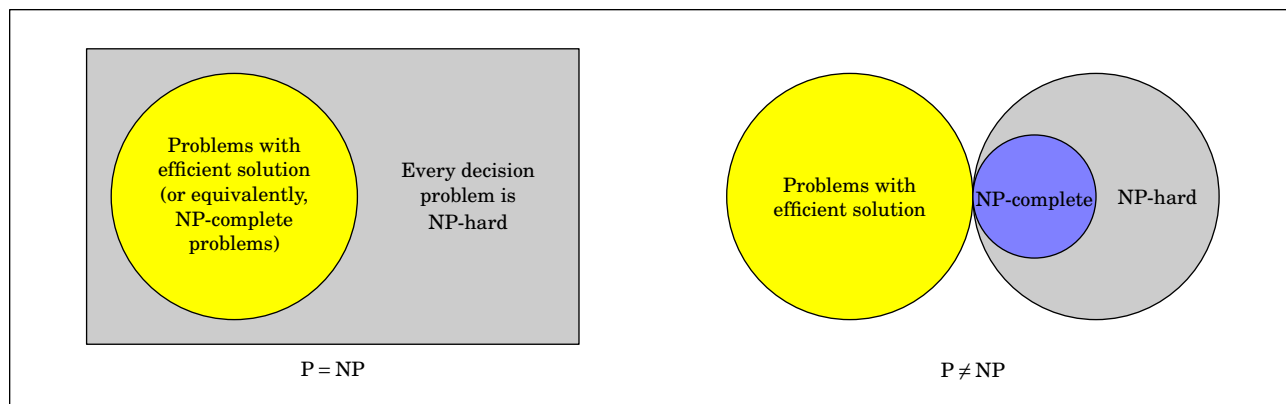 Problems with
efficient solution
(or equivalently,
NP-complete
problems)
Every decision
problem is
NP-hard
P = NP
Problems with
efficient solution
NP-complete
NP-hard
P ≠ NP